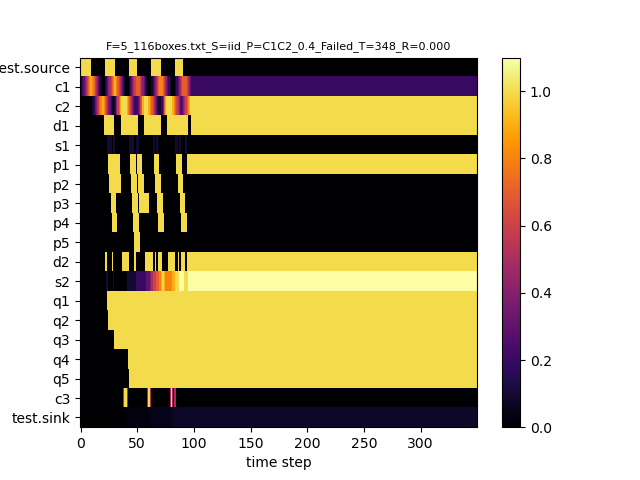 F=5_116boxes.txt_S=iid_P=C1C2_0.4_Failed_T=348_R=0.000
est.source
c1
c2
d1
s1
p1
p2
p3
p4
p5
d2
s2
q1
q2
q3
q4
q5
c3
test.sink
0 50 100 150 200 250 300
time step
1.0
0.8
0.6
0.4
0.2
0.0